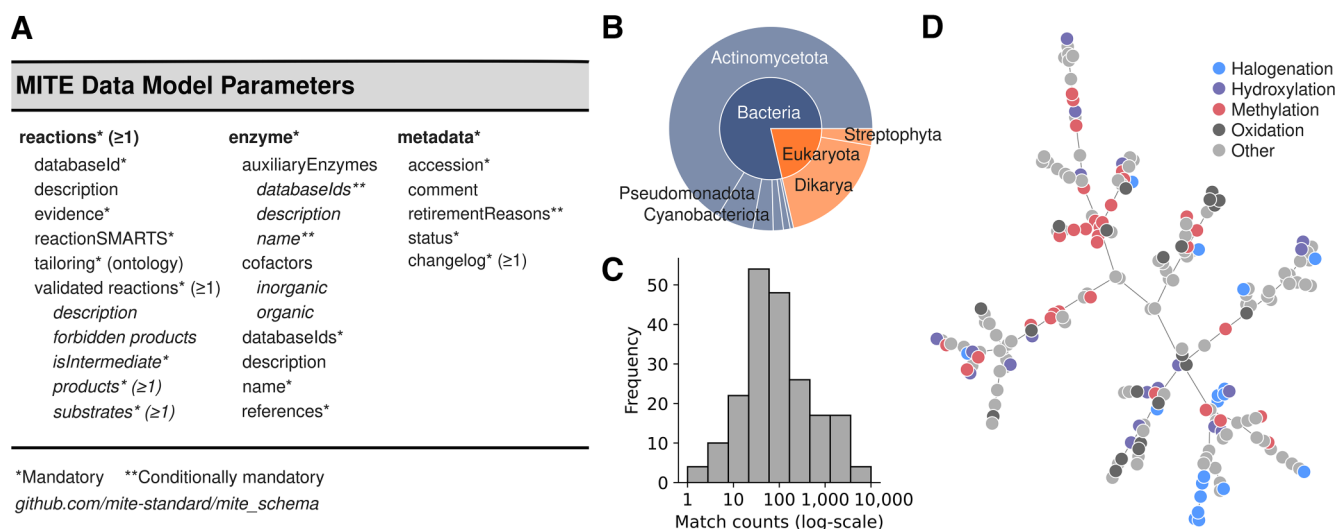 A
MITE Data Model Parameters
reactions* (≥1)
databaseId*
description
evidence*
reactionSMARTS*
tailoring* (ontology)
validated reactions* (≥1)
description
forbidden products
isIntermediate*
products* (≥1)
substrates* (≥1)
enzyme*
auxiliaryEnzymes
databaseIds**
description
name**
cofactors
inorganic
organic
databaseIds*
description
name*
references*
metadata*
accession*
comment
retirementReasons**
status*
changelog* (≥1)
*Mandatory **Conditionally mandatory
github.com/mite-standard/mite_schema
B
Actinomycetota
Bacteria
Streptophyta
Eukaryota
Dikarya
Pseudomonadota
Cyanobacteriota
C
Frequency
50
40
30
20
10
0
1 10 100 1,000 10,000
Match counts (log-scale)
D
Halogenation
Hydroxylation
Methylation
Oxidation
Other